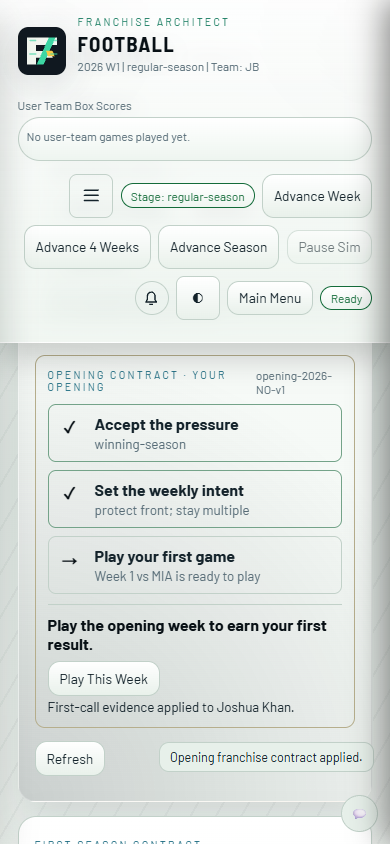 FRANCHISE ARCHITECT
FOOTBALL
2026 W1 | regular-season | Team: JB
User Team Box Scores
No user-team games played yet.
Stage: regular-season
Advance Week
Advance 4 Weeks
Advance Season
Pause Sim
Main Menu
Ready
OPENING CONTRACT · YOUR
OPENING
opening-2026-
NO-v1
✓ Accept the pressure
winning-season
✓ Set the weekly intent
protect front; stay multiple
→ Play your first game
Week 1 vs MIA is ready to play
Play the opening week to earn your first
result.
Play This Week
First-call evidence applied to Joshua Khan.
Refresh
Opening franchise contract applied.
FIRST SEASON CONTRACT